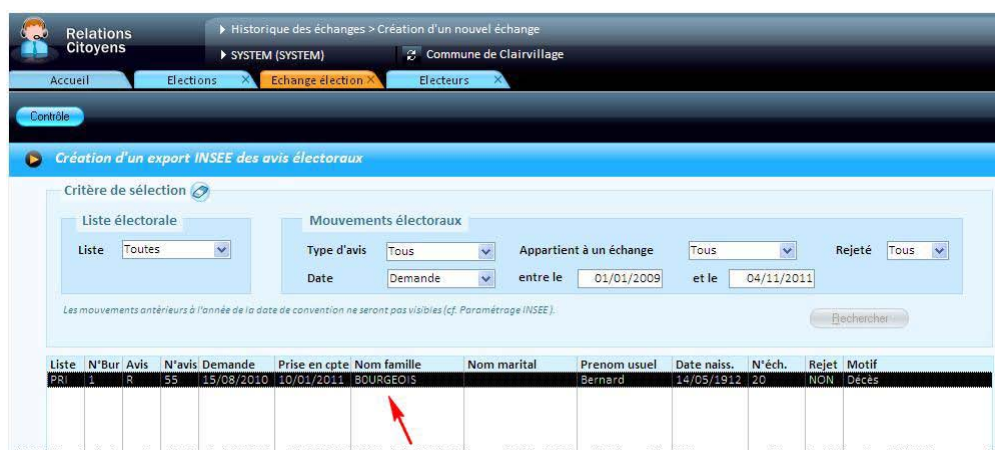 Relations Citoyens
Historique des échanges > Création d'un nouvel échange
SYSTEM (SYSTEM) Commune de Clairvillage
Accueil Elections X Echange élection X Electeurs X
Contrôle
Création d'un export INSEE des avis électoraux
Critère de sélection
Liste électorale Mouvements électoraux
Liste Toutes Type d'avis Tous Appartient à un échange Tous Rejeté Tous
Date Demande entre le 01/01/2009 et le 04/11/2011
Les mouvements antérieurs à l'année de la date de convention ne seront pas visibles (cf. Paramétrage INSEE).
Rechercher
Liste N°Bur Avis N°avis Demande Prise en cpte Nom famille Nom marital Prenom usuel Date naiss. N°éch. Rejet Motif
PRI 1 R 55 15/08/2010 10/01/2011 BOURGEOIS Bernard 14/05/1912 20 NON Décès